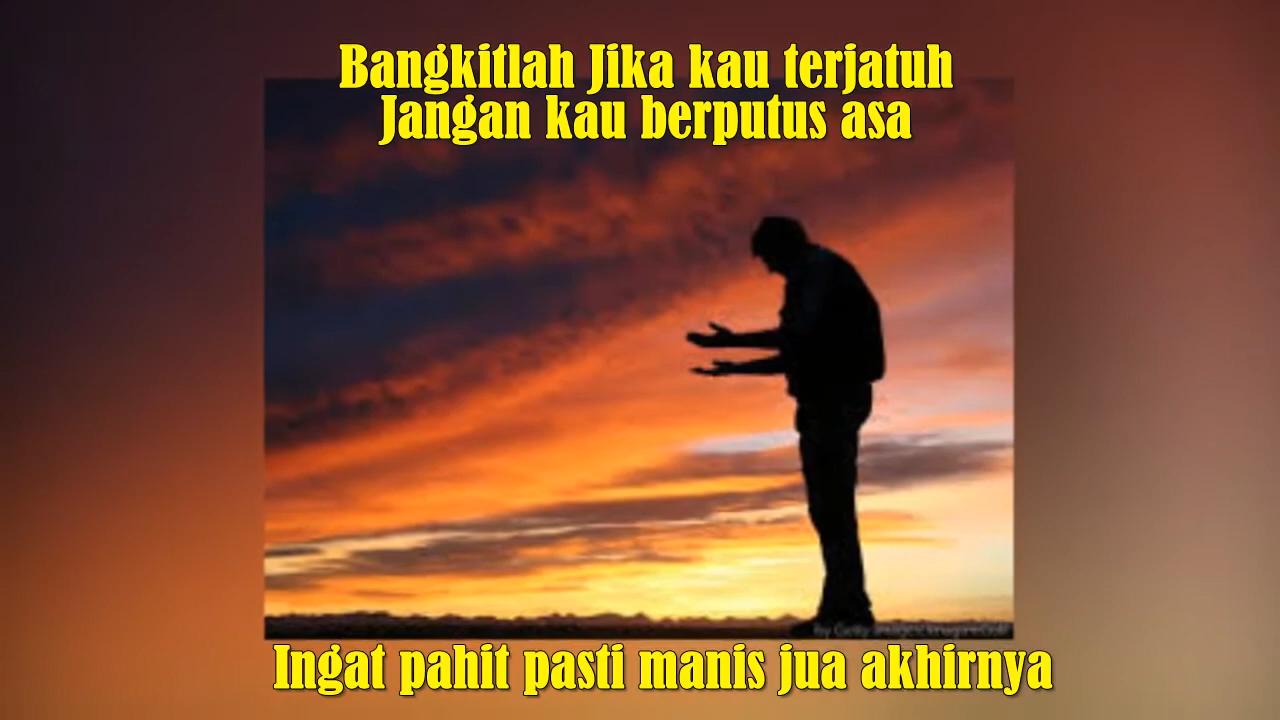 Bangkitlah Jika kau terjatuh
Jangan kau berputus asa
Ingat pahit pasti manis jua akhirnya